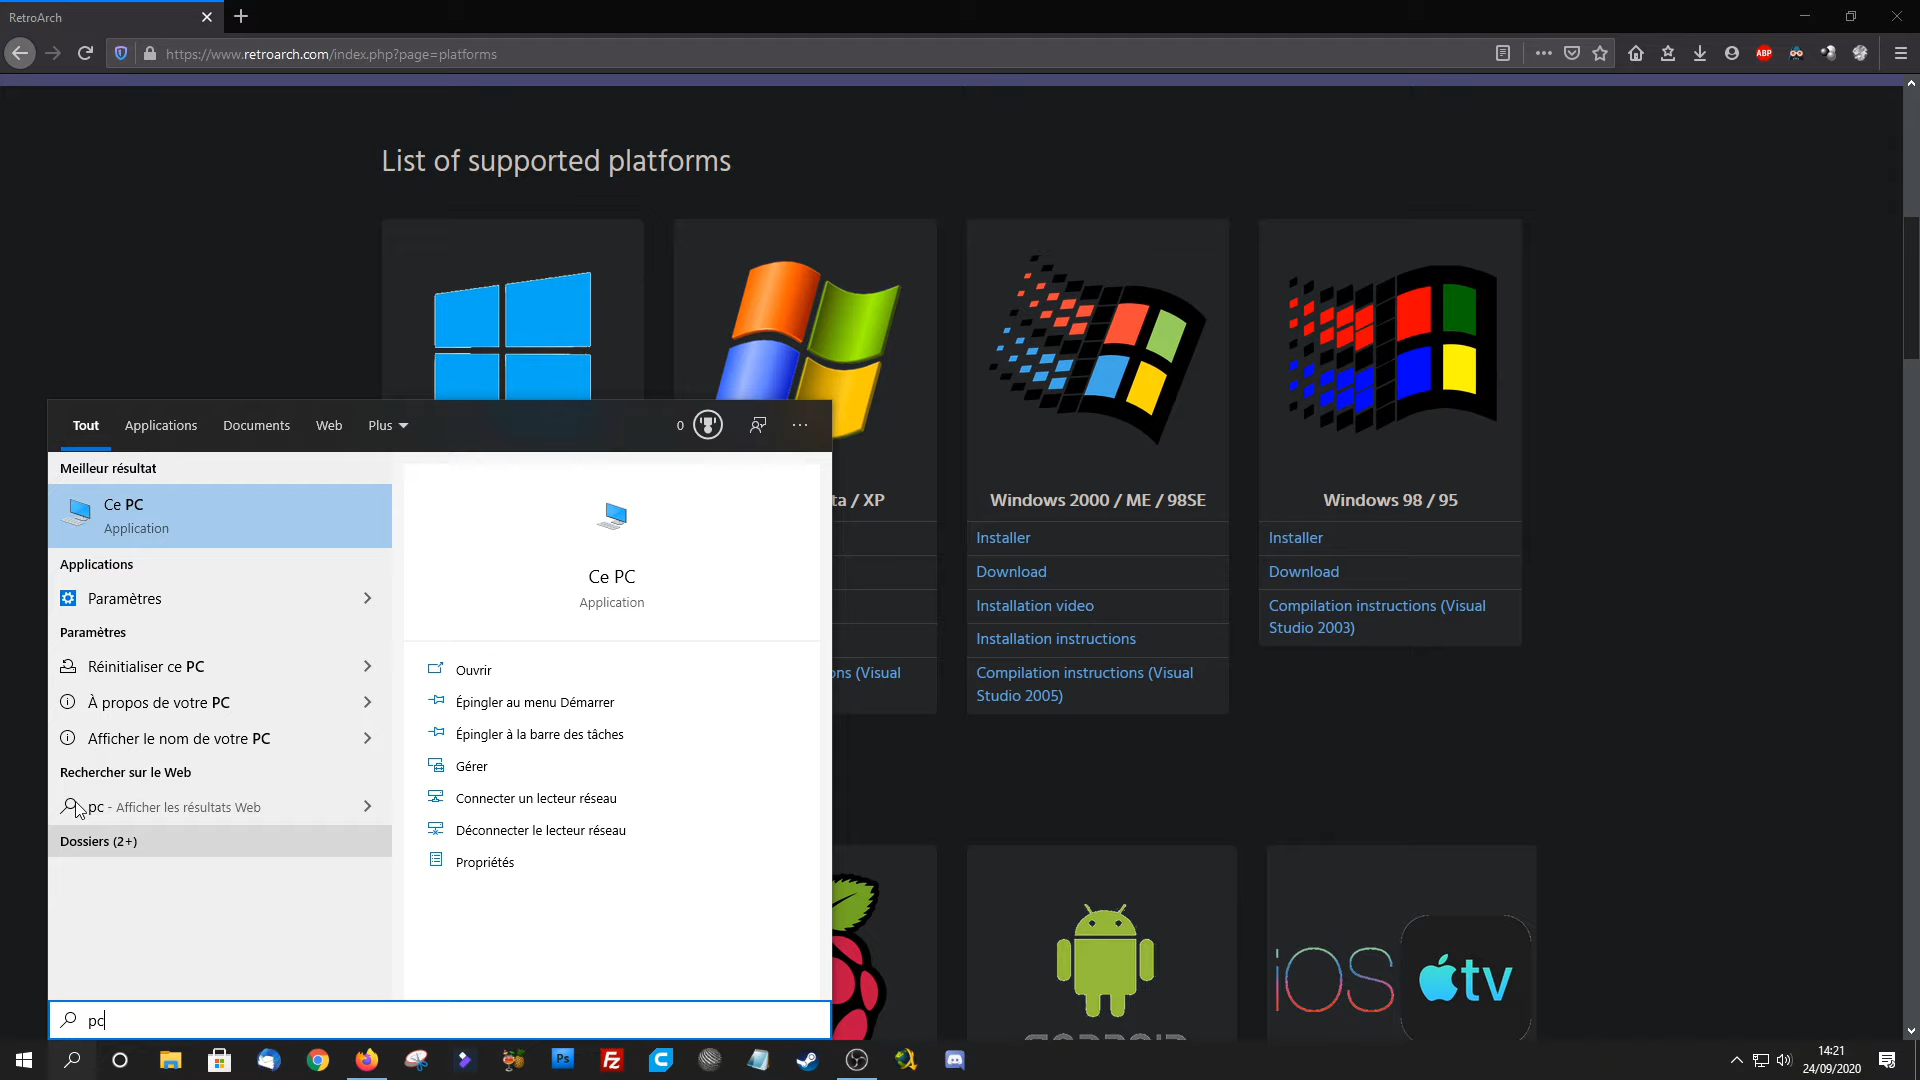 RetroArch
https://www.retroarch.com/index.php?page=platforms
ABP
List of supported platforms
ta / XP
Windows 2000 / ME / 98SE
Installer
Download
Installation video
Installation instructions
Compilation instructions (Visual
Studio 2005)
Windows 98 / 95
Installer
Download
Compilation instructions (Visual
Studio 2003)
ons (Visual
Tout
Applications
Documents
Web
Plus
0
Meilleur résultat
Ce PC
Application
Applications
Paramètres
Paramètres
Réinitialiser ce PC
À propos de votre PC
Afficher le nom de votre PC
Rechercher sur le Web
pc - Afficher les résultats Web
Dossiers (2+)
Ce PC
Application
Ouvrir
Épingler au menu Démarrer
Épingler à la barre des tâches
Gérer
Connecter un lecteur réseau
Déconnecter le lecteur réseau
Propriétés
iOS
tv
pc
Ps
FZ
14:21
24/09/2020